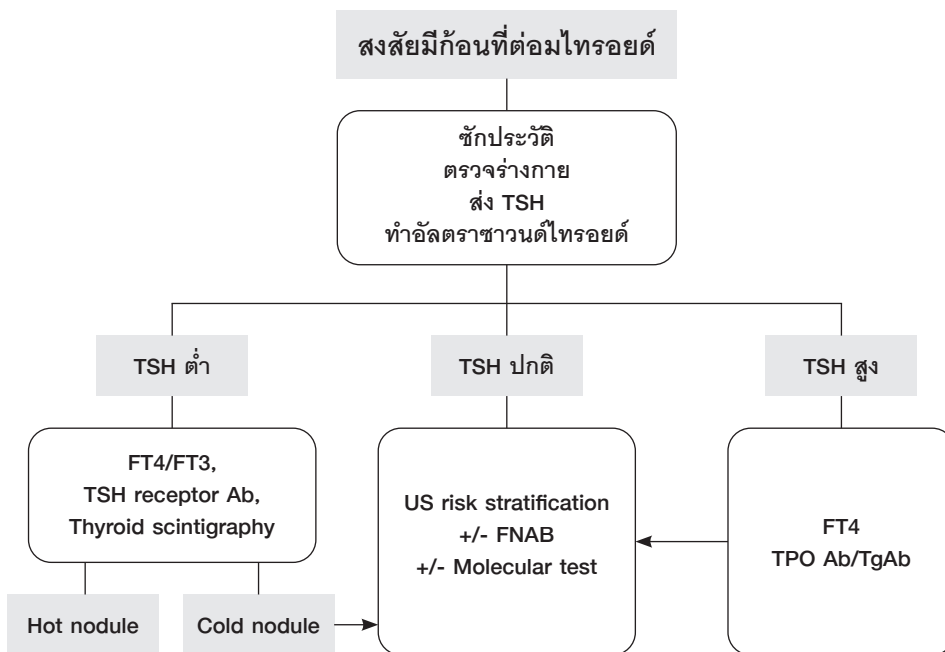 สงสัยมีก้อนที่ต่อมไทรอยด์
ซักประวัติ
ตรวจร่างกาย
ส่ง TSH
ทำอัลตราซาวนด์ไทรอยด์
TSH ต่ำ
TSH ปกติ
TSH สูง
FT4/FT3,
TSH receptor Ab,
Thyroid scintigraphy
US risk stratification
+/- FNAB
+/- Molecular test
FT4
TPO Ab/TgAb
Hot nodule
Cold nodule